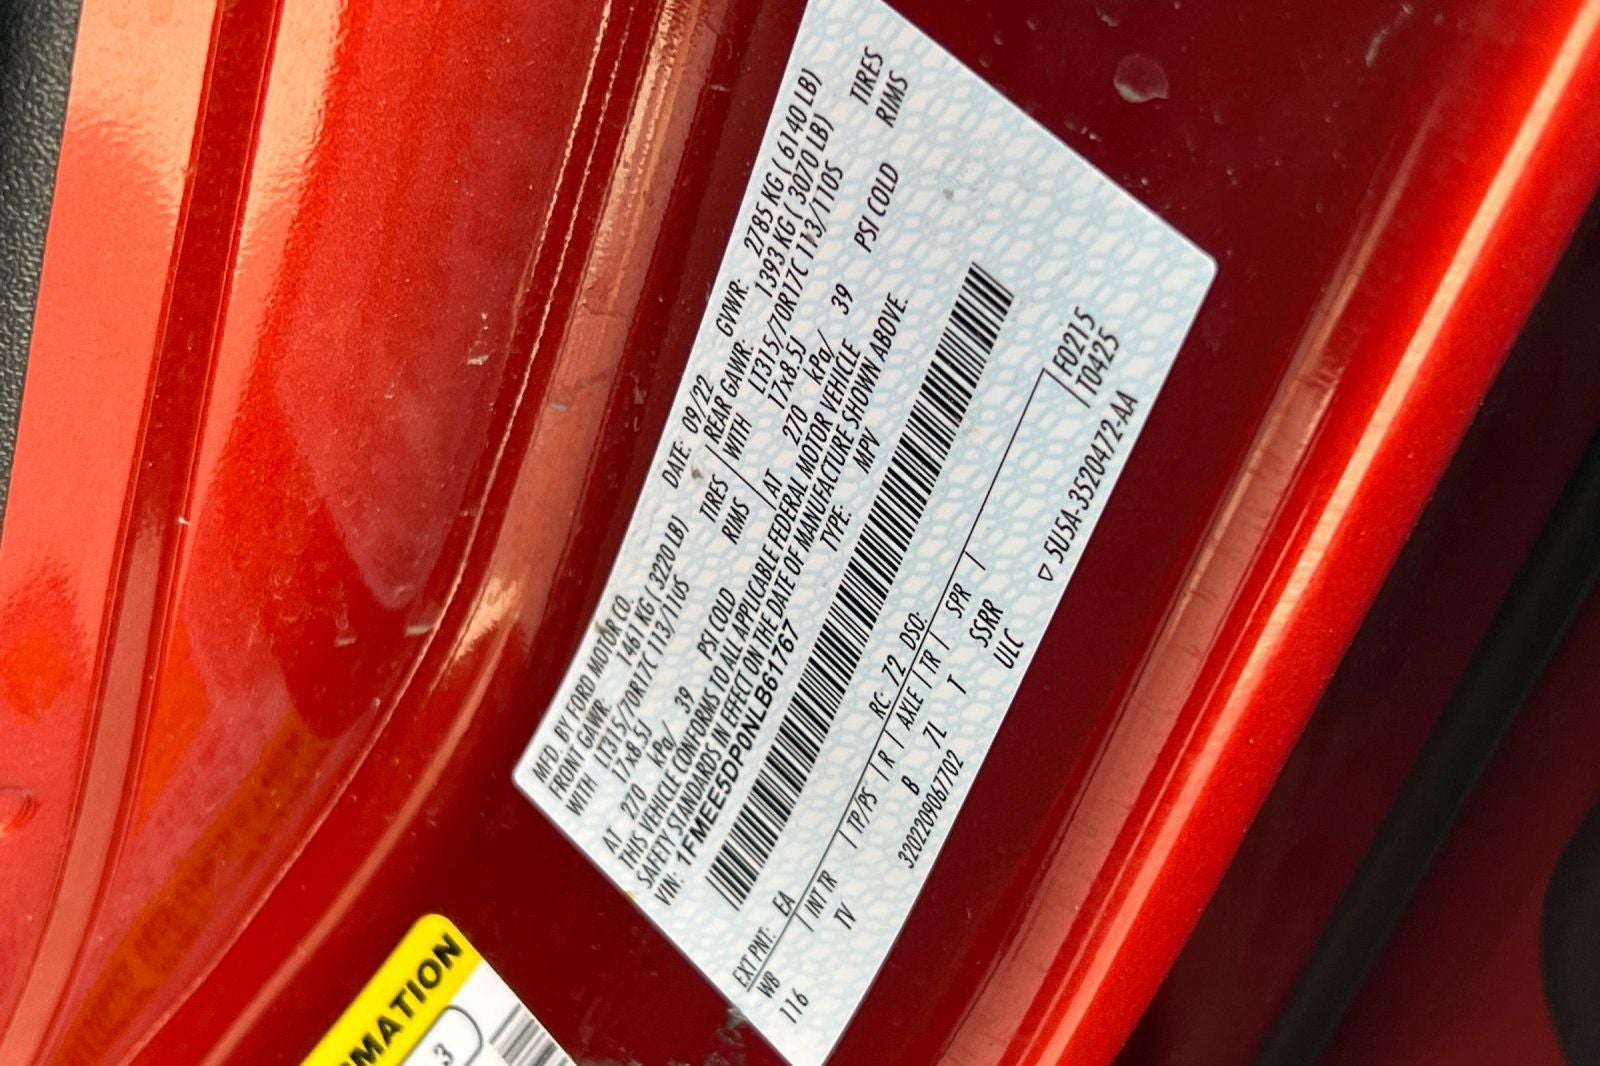 MFD. BY FORD MOTOR CO. DATE: 09/22 GVWR: 2785 KG ( 6140 LB)
FRONT GAWR: 1461 KG ( 3220 LB) REAR GAWR: 1393 KG ( 3070 LB)
WITH LT315/70R17C 113/110S TIRES WITH LT315/70R17C 113/110S TIRES
17x8.5J RIMS 17x8.5J RIMS
AT 270 kPa/ 39 PSI COLD AT 270 kPa/ 39 PSI COLD
THIS VEHICLE CONFORMS TO ALL APPLICABLE FEDERAL MOTOR VEHICLE
SAFETY STANDARDS IN EFFECT ON THE DATE OF MANUFACTURE SHOWN ABOVE.
VIN: 1FMEE5DP0NLB61767 TYPE: MPV
EXT PNT: EA RC: 72 DSO: F0215
WB INT TR TP/PS R AXLE TR SPR T0425
116 TV B 7L T SSRR
ULC
3202209067702 5U5A-3520472-AA
MATION
3